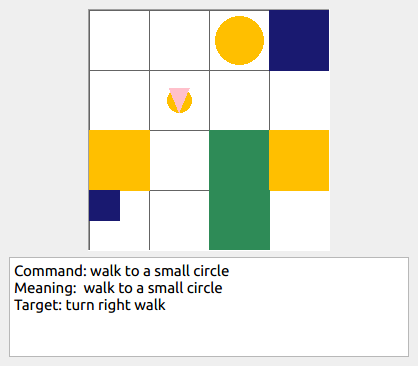 Command: walk to a small circle
Meaning:  walk to a small circle
Target: turn right walk